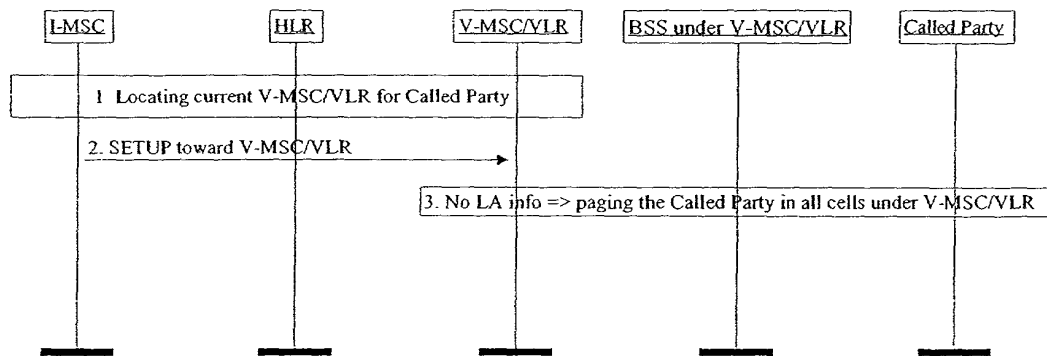 I-MSC
HLR
V-MSC/VLR
BSS under V-MSC/VLR
Called Party
1 Locating current V-MSC/VLR for Called Party
2. SETUP toward V-MSC/VLR
3. No LA info => paging the Called Party in all cells under V-MSC/VLR